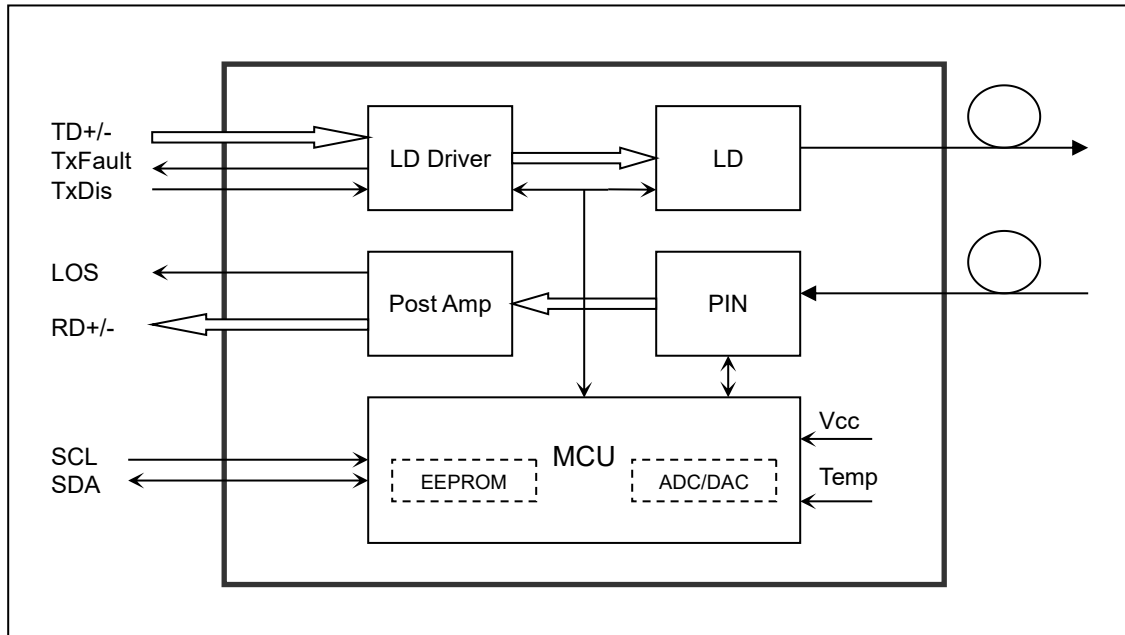 TD+/-
TxFault
TxDis
LD Driver
LD
LOS
RD+/-
Post Amp
PIN
SCL
SDA
MCU
EEPROM
ADC/DAC
Vcc
Temp